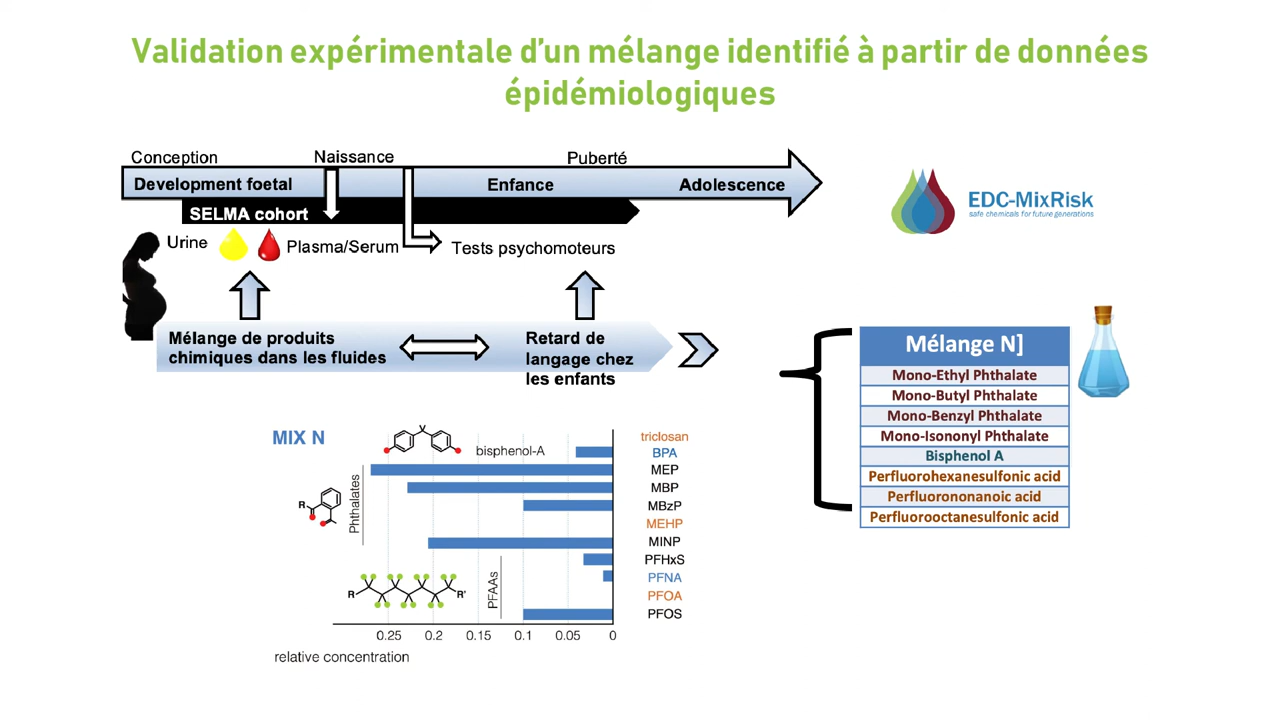 Validation expérimentale d'un mélange identifié à partir de données
épidémiologiques
Conception
Naissance
Puberté
Development foetal
Enfance
Adolescence
SELMA cohort
Urine
Plasma/Serum
Tests psychomoteurs
EDC-MixRisk
safe chemicals for future generations
Mélange de produits
chimiques dans les fluides
Retard de
langage chez
les enfants
Mélange N]
Mono-Ethyl Phthalate
Mono-Butyl Phthalate
Mono-Benzyl Phthalate
Mono-Isononyl Phthalate
Bisphenol A
Perfluorohexanesulfonic acid
Perfluorononanoic acid
Perfluorooctanesulfonic acid
MIX N
bisphenol-A
Phthalates
R
PFAAs
R
R'
triclosan
BPA
MEP
MBP
MBzP
MEHP
MINP
PFHxS
PFNA
PFOA
PFOS
0.25 0.2 0.15 0.1 0.05 0
relative concentration